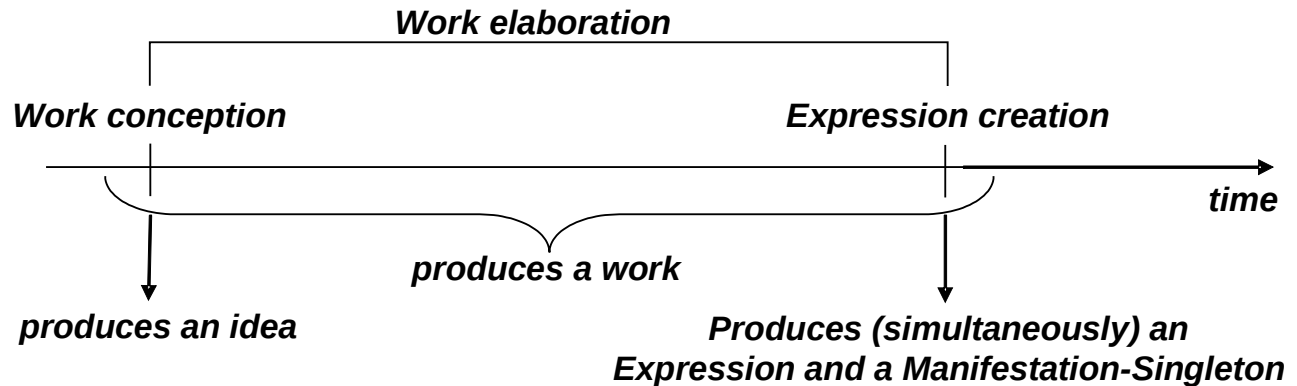 Work elaboration
Work conception
Expression creation
time
produces a work
produces an idea
Produces (simultaneously) an
Expression and a Manifestation-Singleton